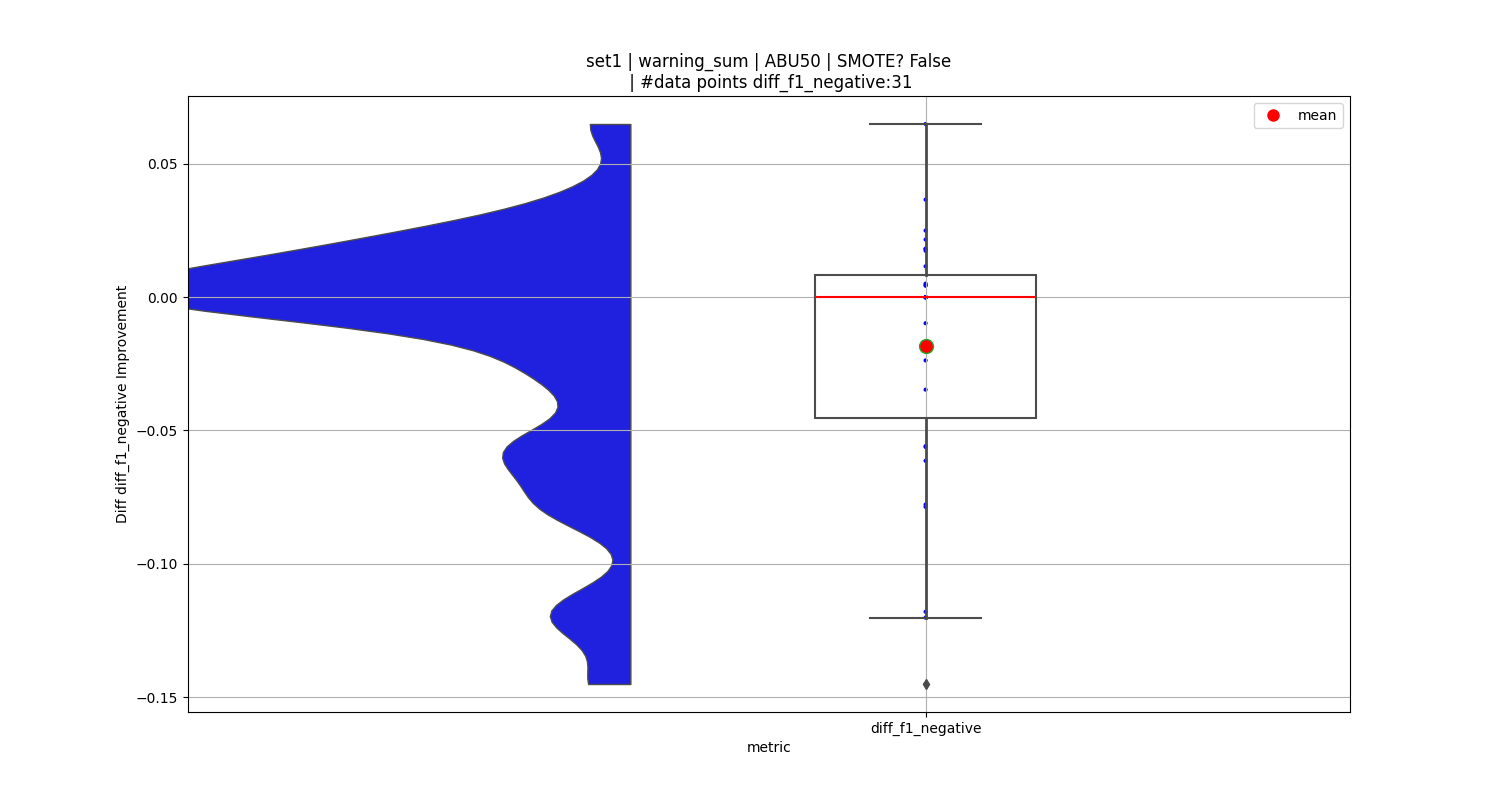 set1 | warning_sum | ABU50 | SMOTE? False
| #data points diff_f1_negative:31
mean
0.05
0.00
−0.05
−0.10
−0.15
Diff diff_f1_negative Improvement
diff_f1_negative
metric